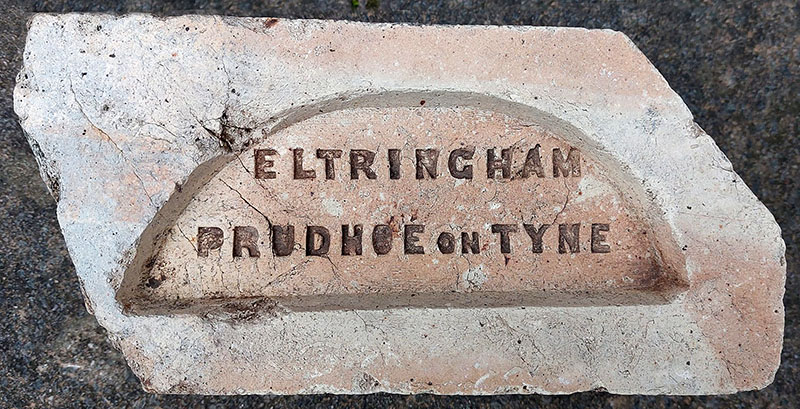 ELTRINGHAM
PRUDHOE ON TYNE